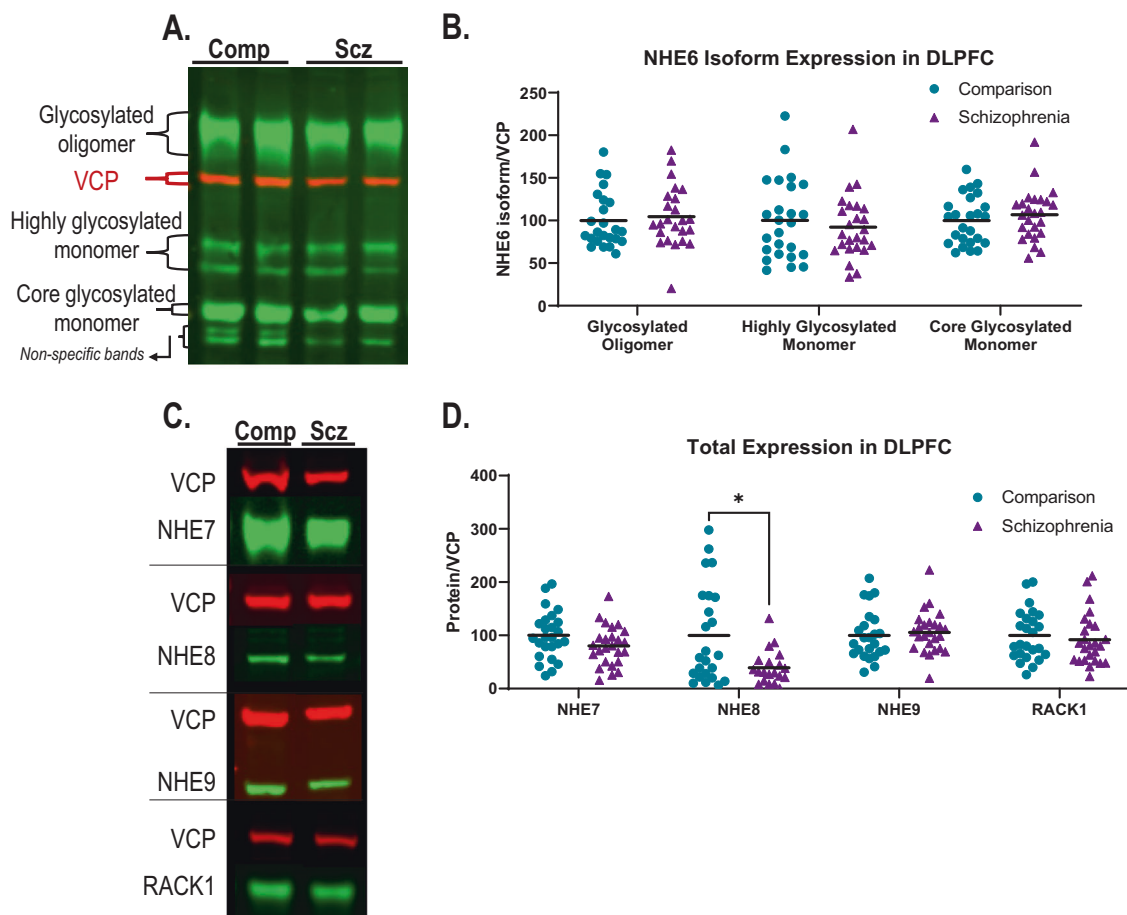 A.
Comp Scz
Glycosylated
oligomer
VCP
Highly glycosylated
monomer
Core glycosylated
monomer
Non-specific bands
B.
NHE6 Isoform Expression in DLPFC
Comparison
Schizophrenia
NHE6 isoform/VCP
250
200
150
100
50
0
Glycosylated
Oligomer
Highly Glycosylated
Monomer
Core Glycosylated
Monomer
C.
Comp Scz
VCP
NHE7
VCP
NHE8
VCP
NHE9
VCP
RACK1
D.
Total Expression in DLPFC
Comparison
Schizophrenia
*
Protein/VCP
400
300
200
100
0
NHE7 NHE8 NHE9 RACK1